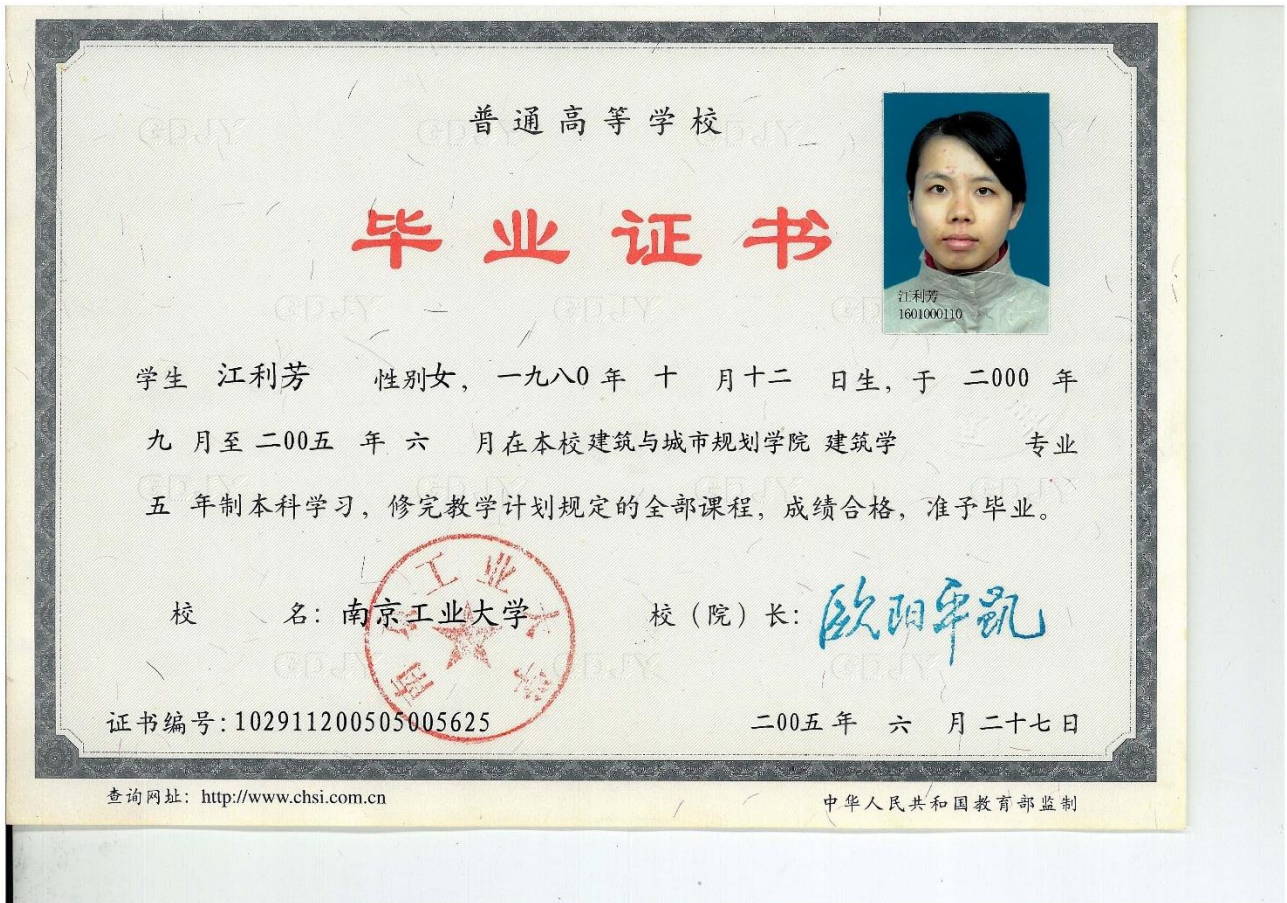 普通高等学校
毕业证书
江利芳
1601000110
学生 江利芳 性别女，一九八0年 十 月十二 日生，于 二000 年
九 月至 二00五 年 六 月在本校建筑与城市规划学院 建筑学 专业
五 年制本科学习，修完教学计划规定的全部课程，成绩合格，准予毕业。
校 名：南京工业大学 校（院）长：欧阳平凯
南京工业大学
证书编号：102911200505005625 二00五年 六 月二十七日
查询网址：http://www.chsi.com.cn 中华人民共和国教育部监制